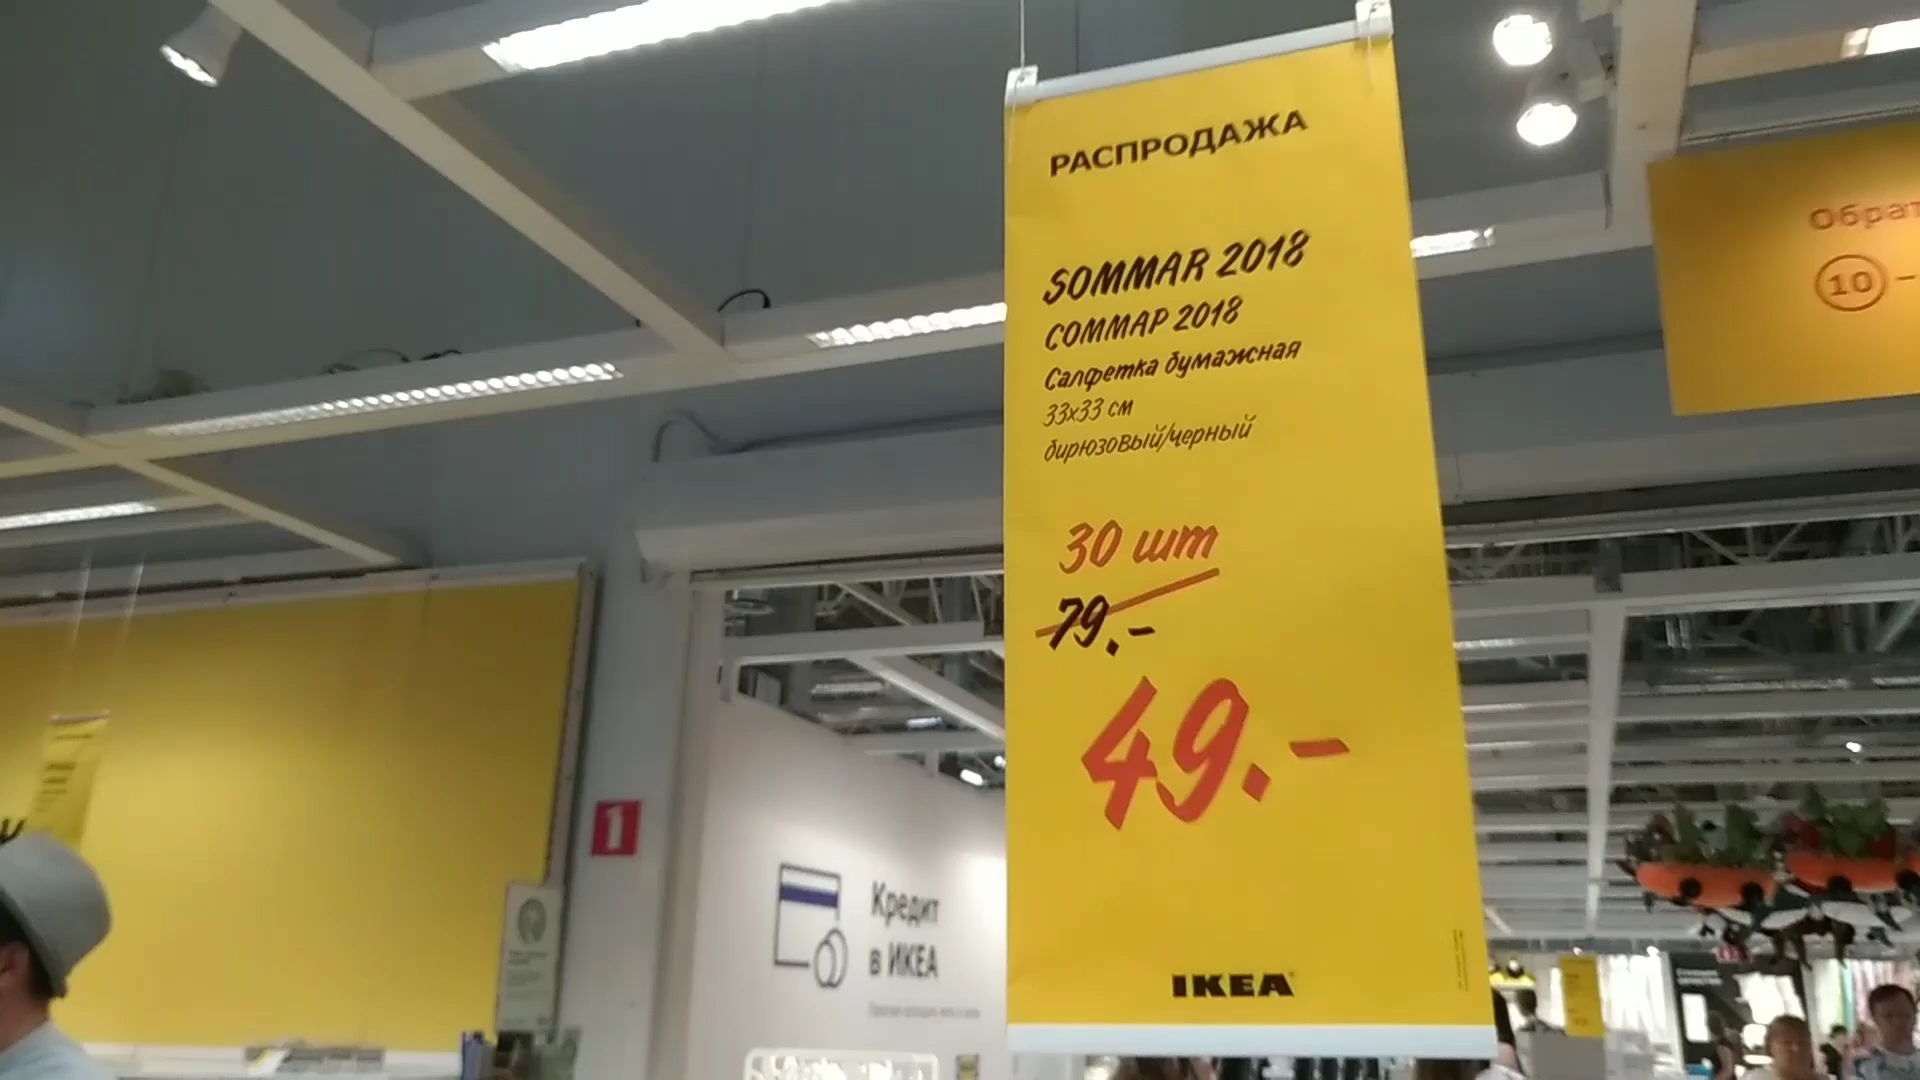 РАСПРОДАЖА
SOMMAR 2018
СОММАР 2018
Салфетка бумажная
33x33 см
бирюзовый/черный
30 шт
79.-
49.-
IKEA
1
Кредит
в ИКЕА
10 -